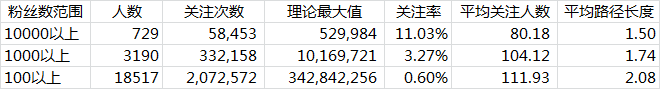 粉丝数范围 人数 关注次数 理论最大值 关注率 平均关注人数 平均路径长度
10000以上 729 58,453 529,984 11.03% 80.18 1.50
1000以上 3190 332,158 10,169,721 3.27% 104.12 1.74
100以上 18517 2,072,572 342,842,256 0.60% 111.93 2.08